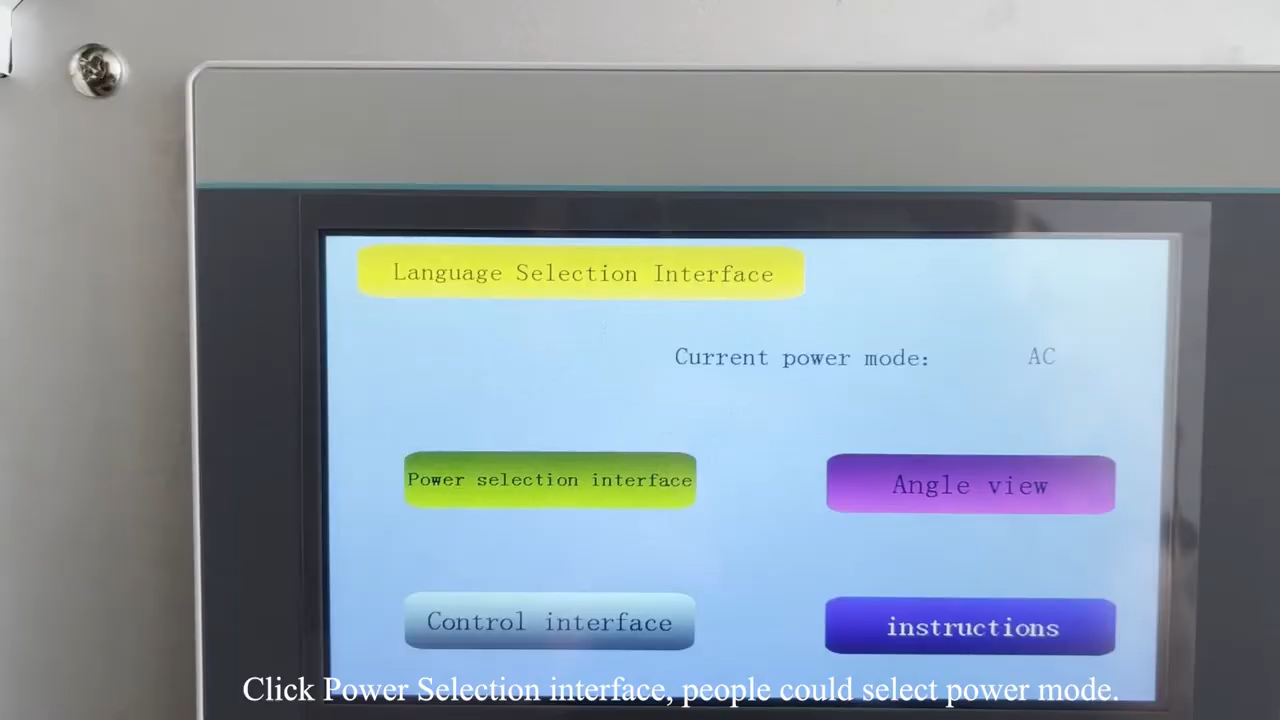 Language Selection Interface
Current power mode: AC
Power selection interface
Angle view
Control interface
instructions
Click Power Selection interface, people could select power mode.